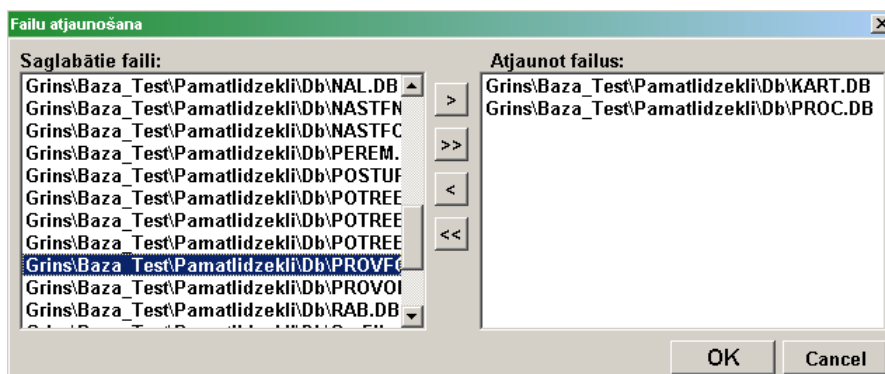 Failu atjaunošana
Saglabātie faili:
Grins\Baza_Test\Pamatlidzekli\Db\NAL.DB
Grins\Baza_Test\Pamatlidzekli\Db\NASTFN
Grins\Baza_Test\Pamatlidzekli\Db\NASTFO
Grins\Baza_Test\Pamatlidzekli\Db\PEREM.
Grins\Baza_Test\Pamatlidzekli\Db\POSTUF
Grins\Baza_Test\Pamatlidzekli\Db\POTREE
Grins\Baza_Test\Pamatlidzekli\Db\POTREE
Grins\Baza_Test\Pamatlidzekli\Db\POTREE
Grins\Baza_Test\Pamatlidzekli\Db\PROVFO
Grins\Baza_Test\Pamatlidzekli\Db\PROVOI
Grins\Baza_Test\Pamatlidzekli\Db\RAB.DB
>
>>
<
<<
Atjaunot failus:
Grins\Baza_Test\Pamatlidzekli\Db\KART.DB
Grins\Baza_Test\Pamatlidzekli\Db\PROC.DB
OK
Cancel